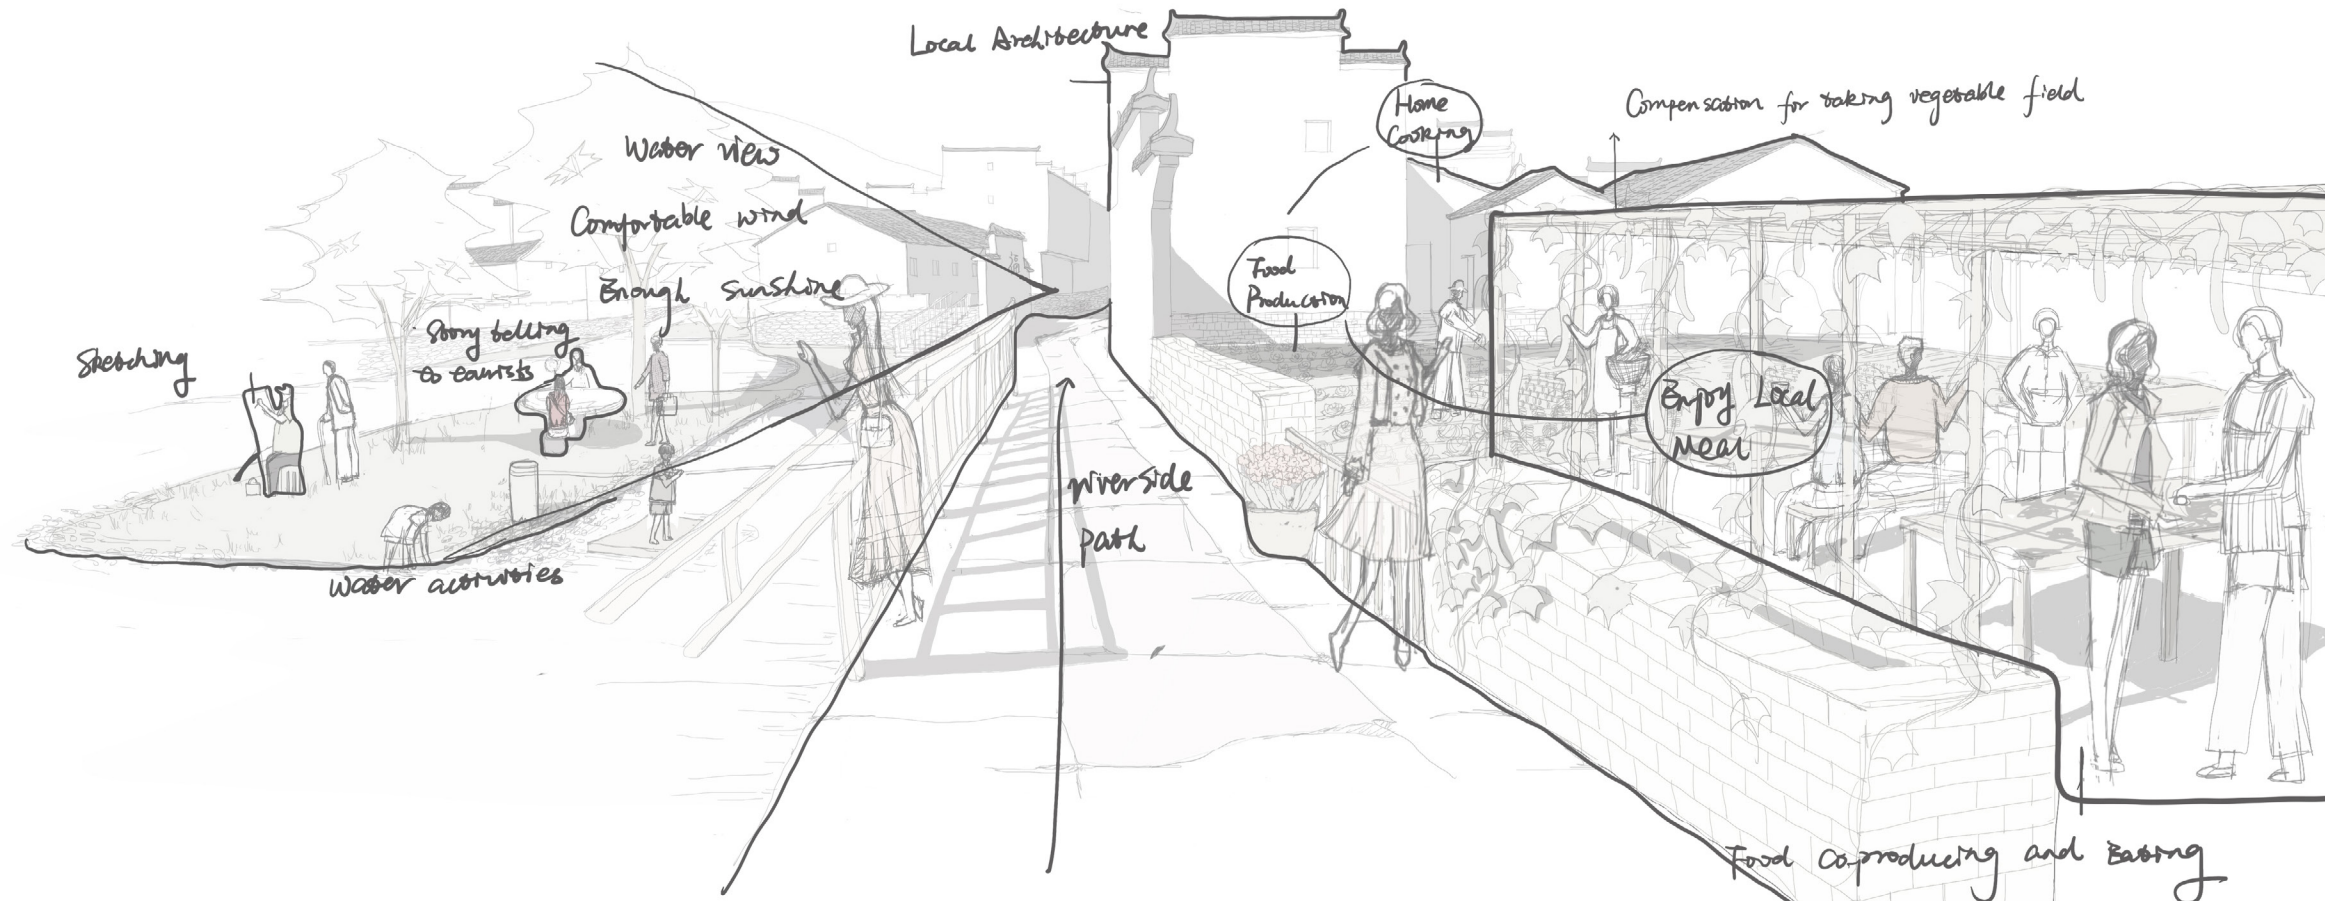 Local Architecture
Home
Cooking
Compensation for taking vegetable field
Water view
Comfortable wind
Enough sunshine
Food
Production
Story telling
to tourists
Sketching
Enjoy Local
Meal
riverside
path
Water activities
Food coproducing and Eating